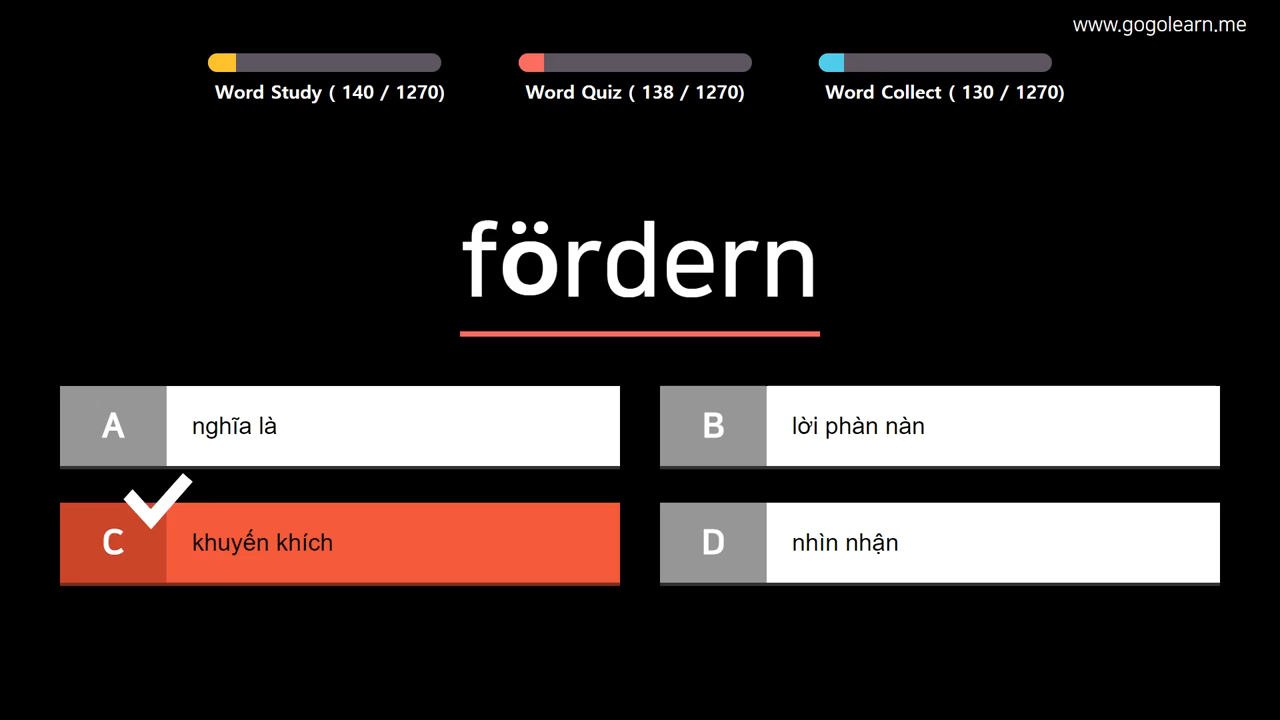 www.gogolearn.me
Word Study ( 140 / 1270)
Word Quiz ( 138 / 1270)
Word Collect ( 130 / 1270)
fördern
A nghĩa là
B lời phàn nàn
C khuyến khích
D nhìn nhận